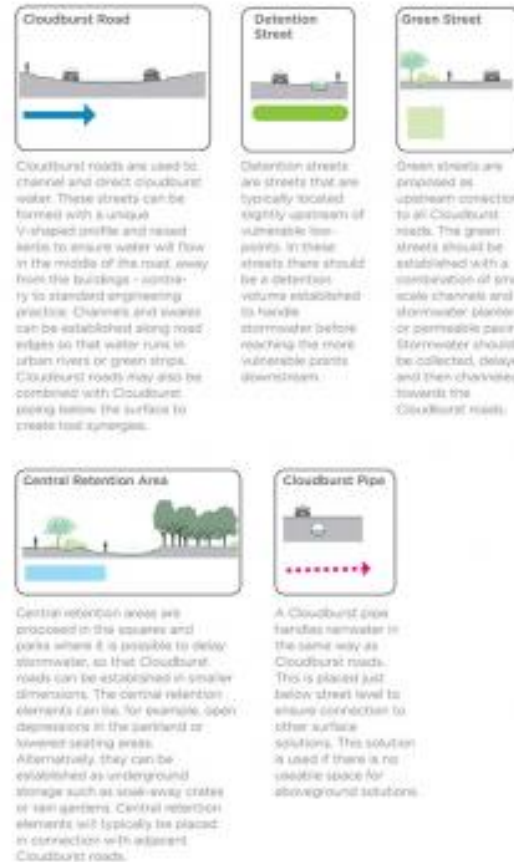 Cloudburst Road
Cloudburst roads are used to
channel and direct cloudburst
water. These streets can be
formed with a unique
V-shaped profile and raised
kerbs to ensure water will flow
in the middle of the road, away
from the buildings - contra-
ry to standard engineering
practice. Channels and swales
can be established along road
edges so that water runs in
urban rivers or green strips.
Cloudburst roads may also be
combined with Cloudburst
piping below the surface to
create tool synergies.
Detention
Street
Detention streets
are streets that are
typically located
slightly upstream of
vulnerable low-
points. In these
streets there should
be a detention
volume established
to handle
stormwater before
reaching the more
vulnerable points
downstream.
Green Street
Green streets are
proposed as
upstream
to all Cloudburst
roads. The green
streets should be
established with a
combination of
scale channels and
stormwater planter
or permeable
Stormwater should
be collected, delaye
and then channeled
towards the
Cloudburst roads.
Central Retention Area
Central retention areas are
proposed in the squares and
parks where it is possible to delay
stormwater, so that Cloudburst
roads can be established in smaller
dimensions. The central retention
elements can be, for example, open
depressions in the parkland or
lowered seating areas.
Alternatively, they can be
established as underground
storage such as soak-away crates
or rain gardens. Central retention
elements will typically be placed
in connection with adjacent
Cloudburst roads.
Cloudburst Pipe
A Cloudburst pipe
handles rainwater in
the same way as
Cloudburst roads.
This is placed just
below street level to
ensure connection to
other surface
solutions. This solution
is used if there is no
useable space for
aboveground solutions